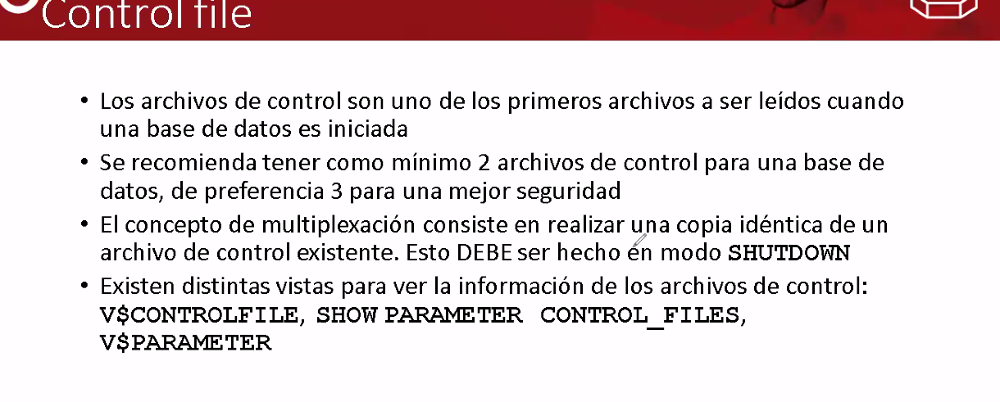 Control file
• Los archivos de control son uno de los primeros archivos a ser leídos cuando
una base de datos es iniciada
• Se recomienda tener como mínimo 2 archivos de control para una base de
datos, de preferencia 3 para una mejor seguridad
• El concepto de multiplexación consiste en realizar una copia idéntica de un
archivo de control existente. Esto DEBE ser hecho en modo SHUTDOWN
• Existen distintas vistas para ver la información de los archivos de control:
V$CONTROLFILE, SHOW PARAMETER CONTROL_FILES,
V$PARAMETER